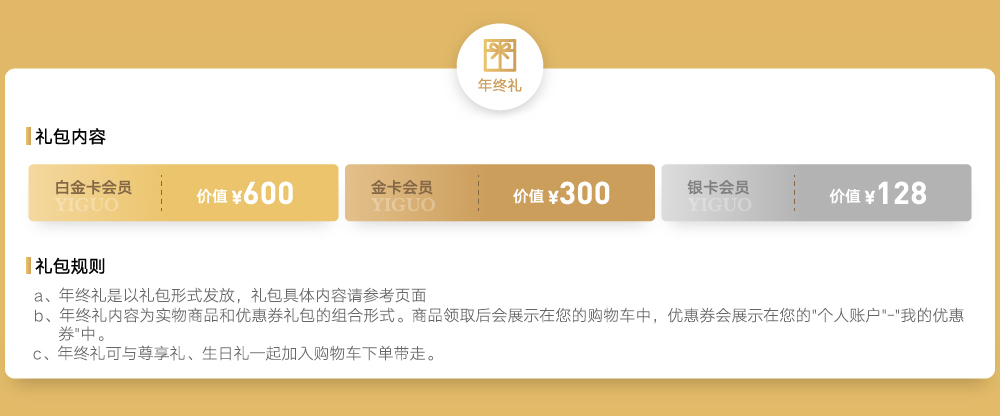 年终礼
礼包内容
白金卡会员
YIGUO
价值 ¥600
金卡会员
YIGUO
价值 ¥300
银卡会员
YIGUO
价值 ¥128
礼包规则
a、年终礼是以礼包形式发放，礼包具体内容请参考页面
b、年终礼内容为实物商品和优惠券礼包的组合形式。商品领取后会展示在您的购物车中，优惠券会展示在您的"个人账户"-"我的优惠
券"中。
c、年终礼可与尊享礼、生日礼一起加入购物车下单带走。